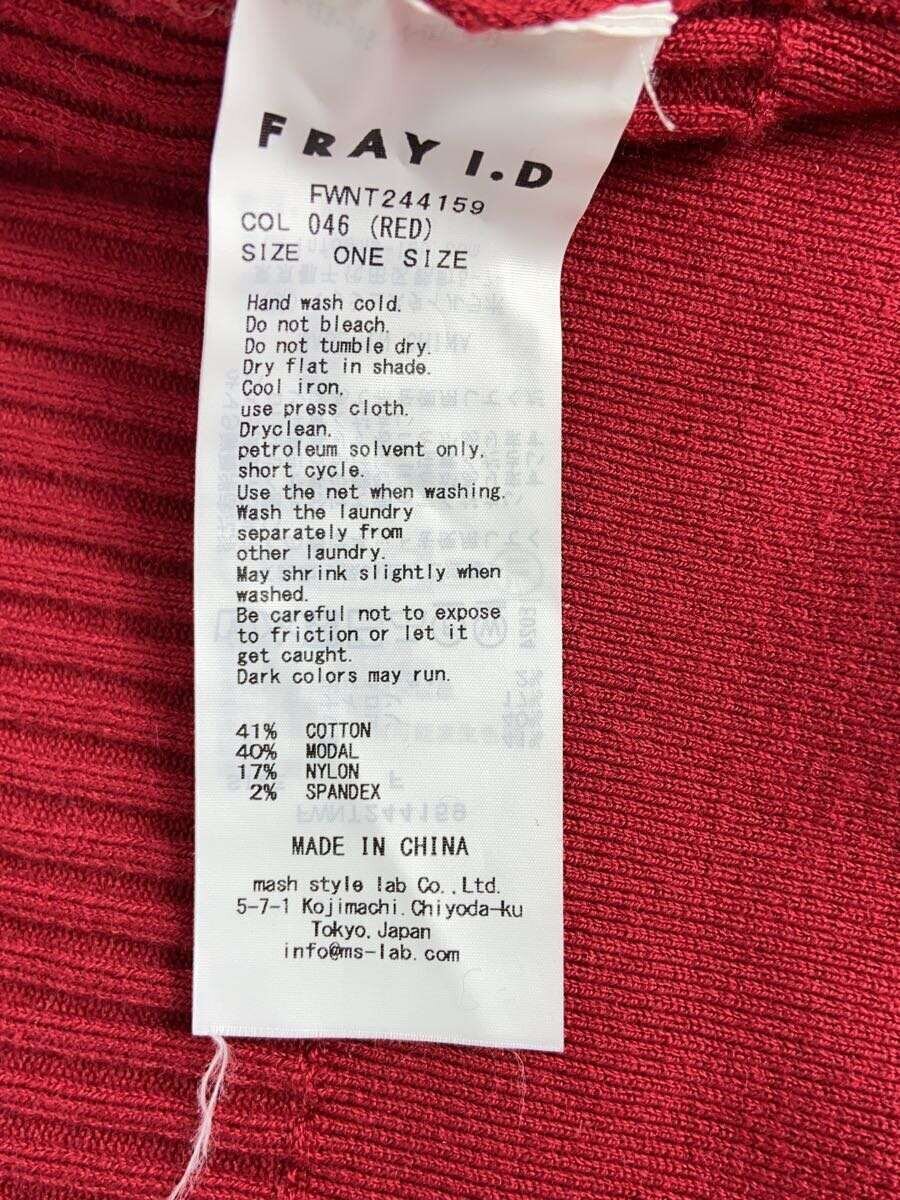 FRAY I.D
FWNT244159
COL 046 (RED)
SIZE ONE SIZE
Hand wash cold.
Do not bleach.
Do not tumble dry.
Dry flat in shade.
Cool iron,
use press cloth.
Dryclean,
petroleum solvent only,
short cycle.
Use the net when washing.
Wash the laundry
separately from
other laundry.
May shrink slightly when
washed.
Be careful not to expose
to friction or let it
get caught.
Dark colors may run.
41% COTTON
40% MODAL
17% NYLON
2% SPANDEX
MADE IN CHINA
mash style lab Co.,Ltd.
5-7-1 Kojimachi,Chiyoda-ku
Tokyo,Japan
info@ms-lab.com